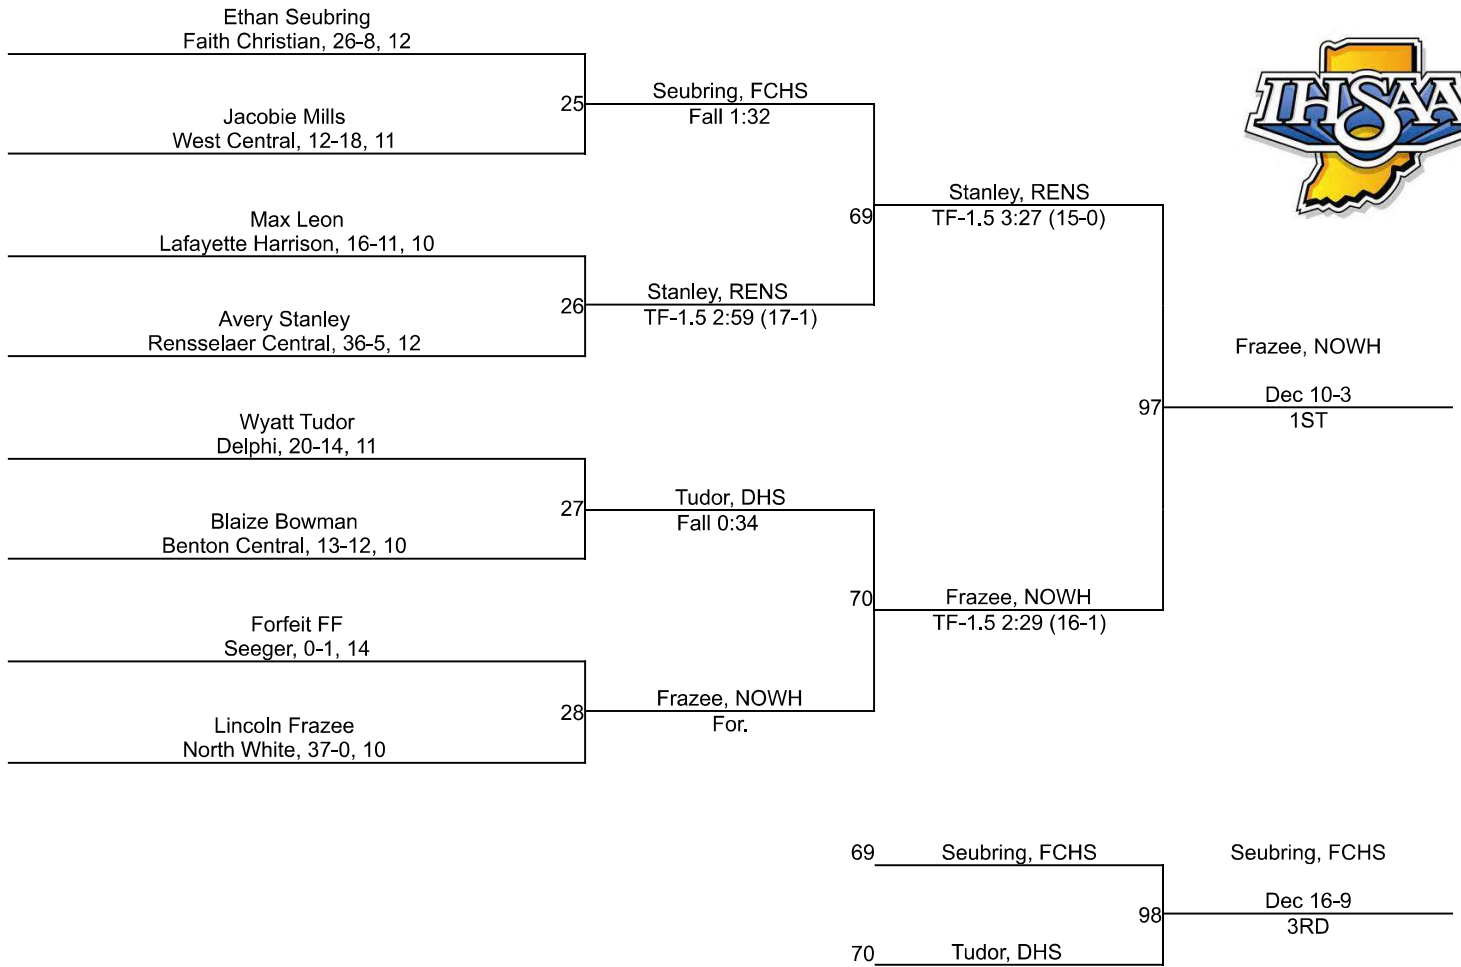 Ethan Seubring
Faith Christian, 26-8, 12
25
Seubring, FCHS
Fall 1:32
Jacobie Mills
West Central, 12-18, 11
IHSAA
69
Stanley, RENS
TF-1.5 3:27 (15-0)
Max Leon
Lafayette Harrison, 16-11, 10
26
Stanley, RENS
TF-1.5 2:59 (17-1)
Avery Stanley
Rensselaer Central, 36-5, 12
Frazee, NOWH
97
Dec 10-3
1ST
Wyatt Tudor
Delphi, 20-14, 11
27
Tudor, DHS
Fall 0:34
Blaize Bowman
Benton Central, 13-12, 10
70
Frazee, NOWH
TF-1.5 2:29 (16-1)
Forfeit FF
Seeger, 0-1, 14
28
Frazee, NOWH
For.
Lincoln Frazee
North White, 37-0, 10
69
Seubring, FCHS
Seubring, FCHS
98
Dec 16-9
3RD
70
Tudor, DHS